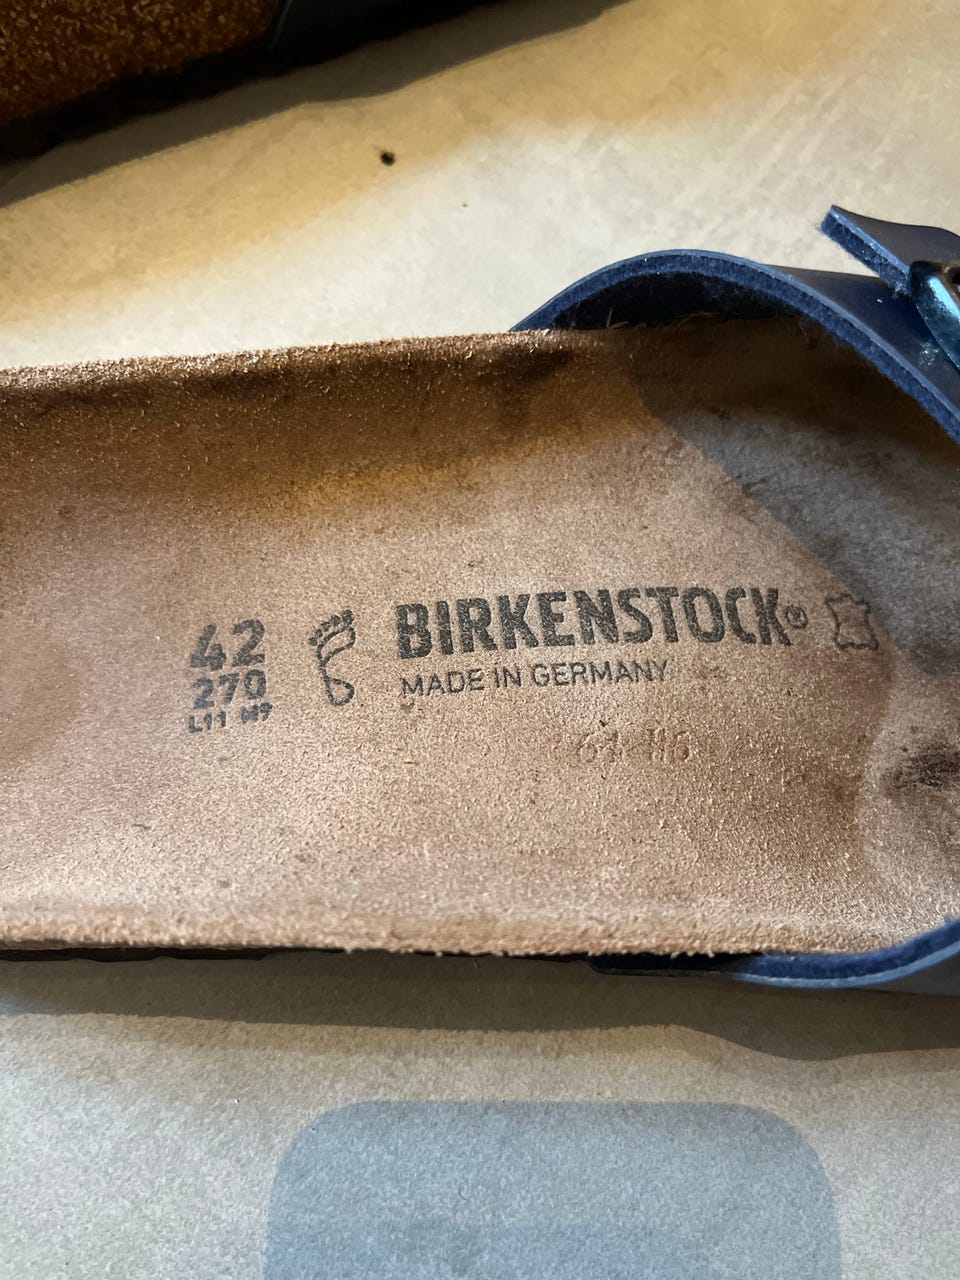 42
270
L11 M9
BIRKENSTOCK®
MADE IN GERMANY